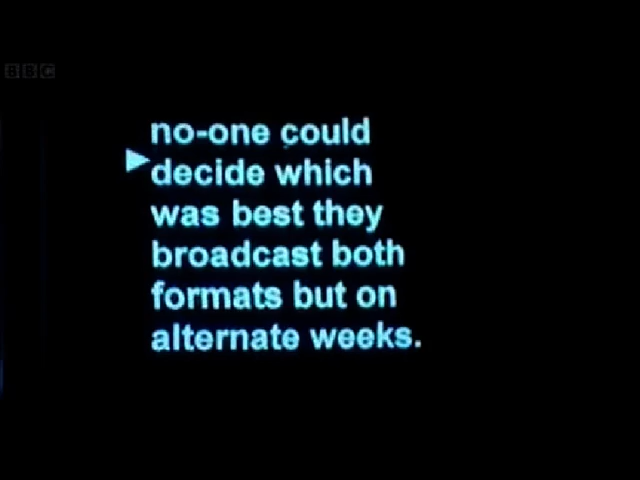 BBC
no-one could
decide which
was best they
broadcast both
formats but on
alternate weeks.